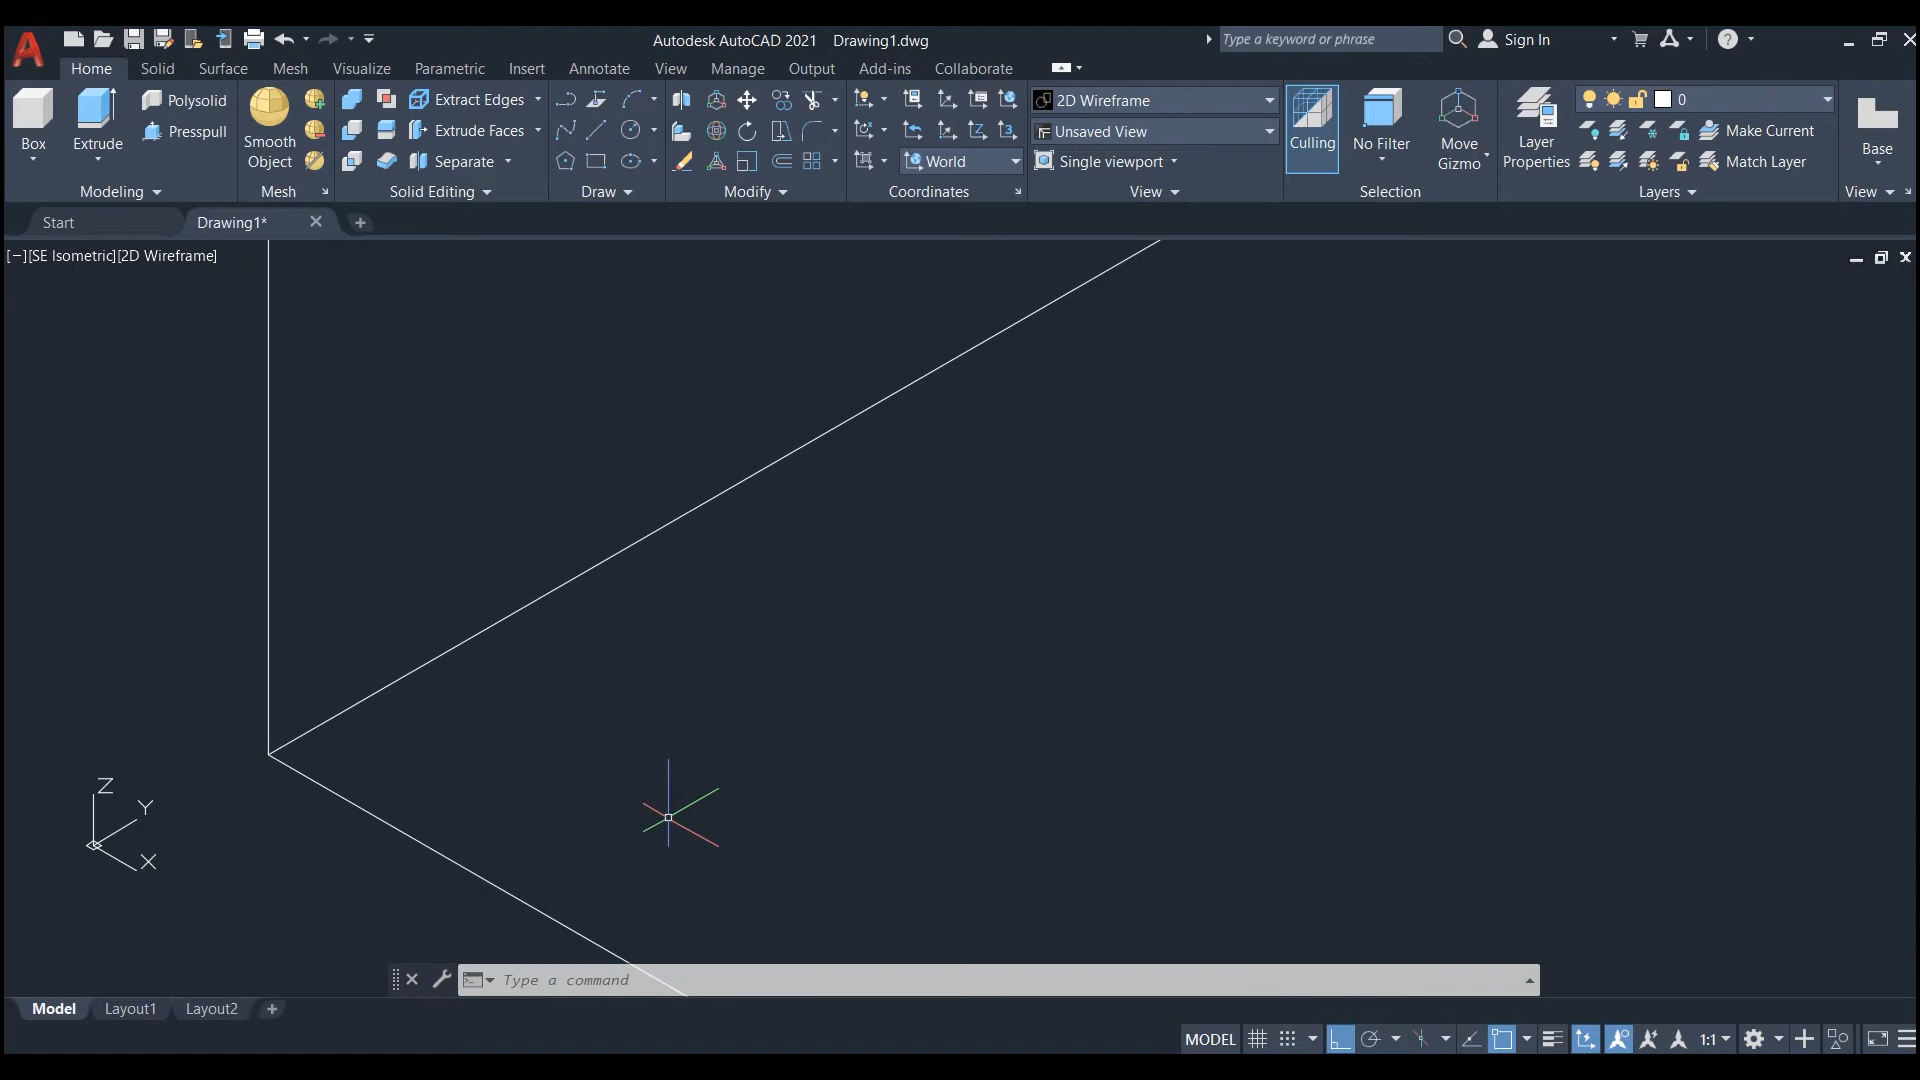 Autodesk AutoCAD 2021 Drawing1.dwg
Type a keyword or phrase
Sign In
Home Solid Surface Mesh Visualize Parametric Insert Annotate View Manage Output Add-ins Collaborate
Box
Extrude
Polysolid
Presspull
Modeling
Smooth
Object
Mesh
Extract Edges
Extrude Faces
Separate
Solid Editing
Draw
Modify
World
Coordinates
2D Wireframe
Unsaved View
Single viewport
View
Culling
No Filter
Move
Gizmo
Selection
Layer
Properties
0
Make Current
Match Layer
Layers
Base
View
Start
Drawing1*
[−][SE Isometric][2D Wireframe]
Z
Y
X
Type a command
Model Layout1 Layout2
MODEL
1:1